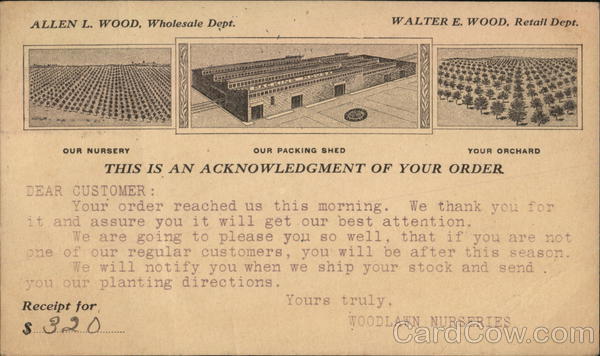 ALLEN L. WOOD, Wholesale Dept. WALTER E. WOOD, Retail Dept.
OUR NURSERY OUR PACKING SHED YOUR ORCHARD
THIS IS AN ACKNOWLEDGMENT OF YOUR ORDER
DEAR CUSTOMER:
Your order reached us this morning. We thank you for
it and assure you it will get our best attention.
We are going to please you so well, that if you are not
one of our regular customers, you will be after this season.
We will notify you when we ship your stock and send
you our planting directions.
Yours truly,
Receipt for
$ 320
WOODLAWN NURSERIES
CardCow.com